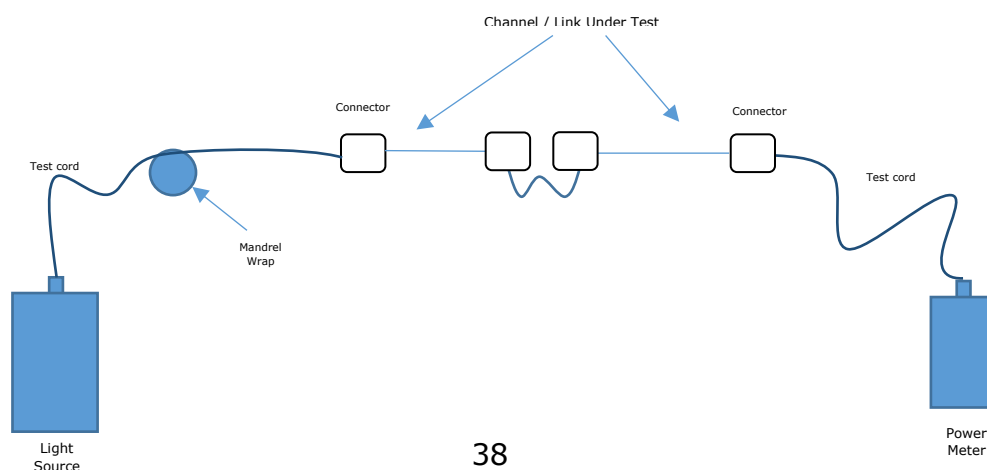 Channel / Link Under Test
Connector
Connector
Test cord
Test cord
Mandrel
Wrap
Light
Source
Power
Meter
38